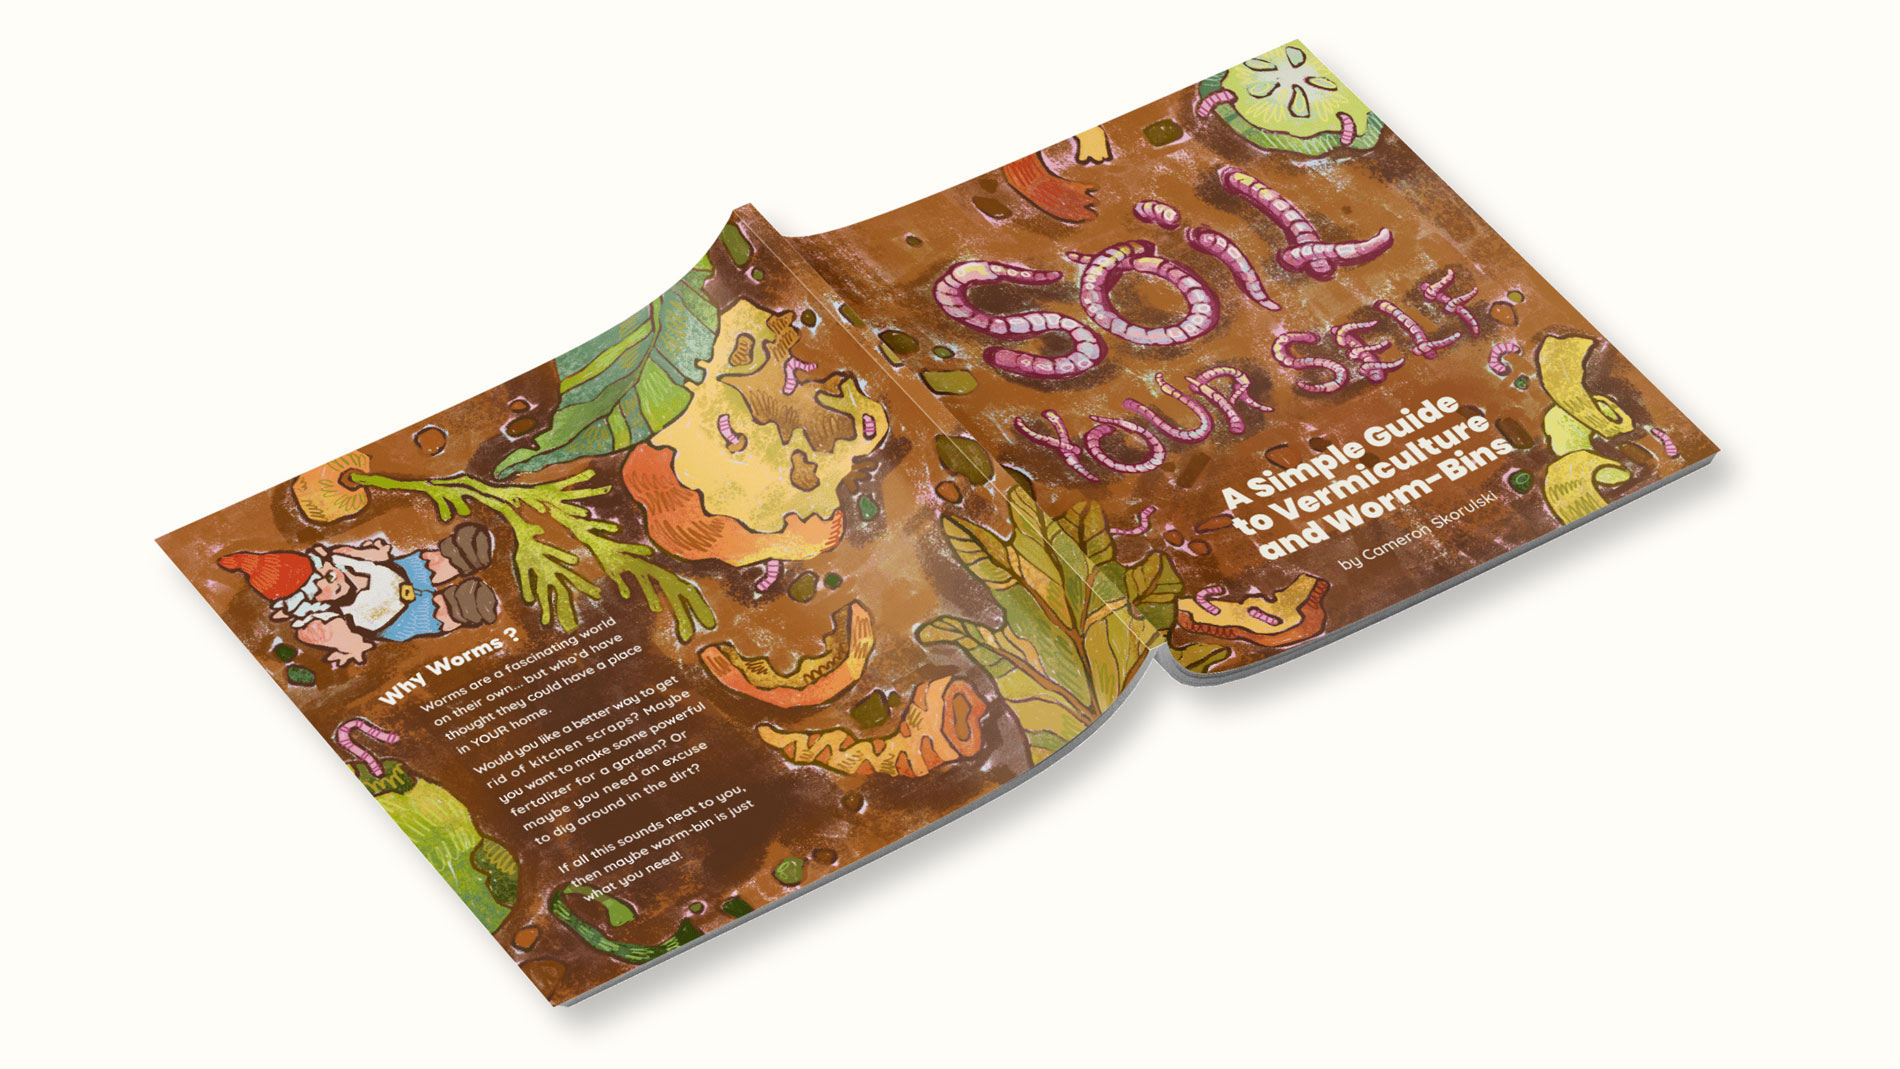 SOIL
YOUR SELF
A Simple Guide
to Vermiculture
and Worm-Bins
by Cameron Skorulski
Why Worms ?
Worms are a fascinating world
on their own... but who'd have
thought they could have a place
in YOUR home.
Would you like a better way to get
rid of kitchen scraps? Maybe
you want to make some powerful
fertalizer for a garden? Or
maybe you need an excuse
to dig around in the dirt?
If all this sounds neat to you,
then maybe worm-bin is just
what you need!